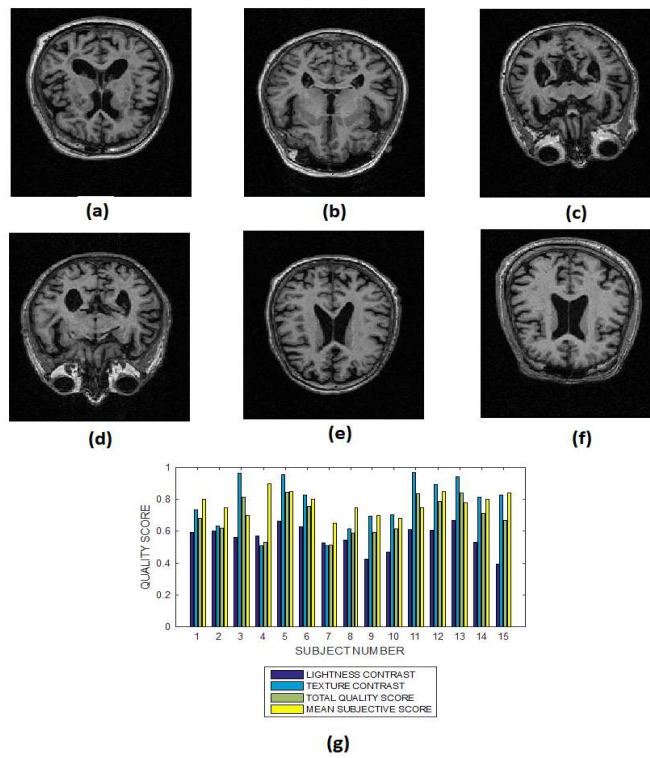 (a)
(b)
(c)
(d)
(e)
(f)
QUALITY SCORE
1
0.8
0.6
0.4
0.2
0
1 2 3 4 5 6 7 8 9 10 11 12 13 14 15
SUBJECT NUMBER
LIGHTNESS CONTRAST
TEXTURE CONTRAST
TOTAL QUALITY SCORE
MEAN SUBJECTIVE SCORE
(g)